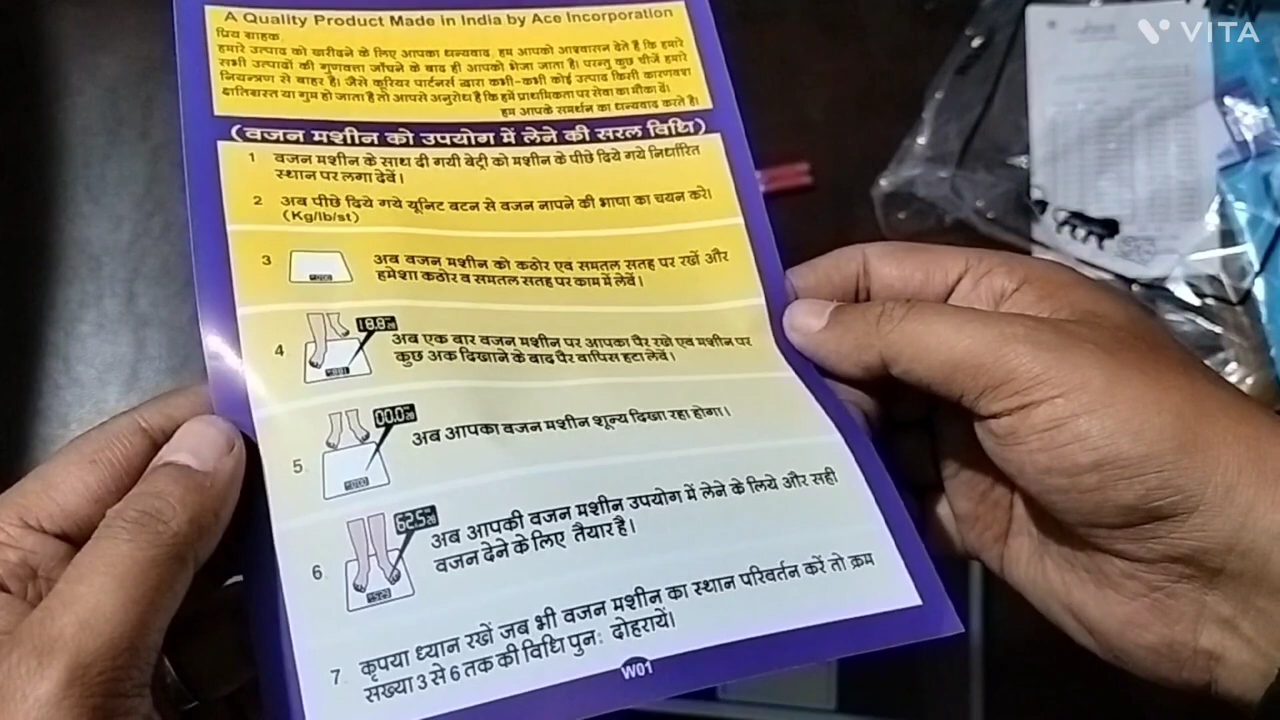 A Quality Product Made in India by Ace Incorporation
प्रिय ग्राहक,
हमारे उत्पाद को खरीदने के लिए आपका धन्यवाद, हम आपको आश्वासन देते है कि हमारे
सभी उत्पादों की गुणवत्ता जाँचने के बाद ही आपको भेजा जाता है। परन्तु कुछ चीजें हमारे
नियन्त्रण से बाहर है। जैसे कूरियर पार्टनर्स द्वारा कभी-कभी कोई उत्पाद किसी कारणवश
क्षतिग्रस्त या गुम हो जाता है तो आपसे अनुरोध है कि हमें प्राथमिकता पर सेवा का मौका दें।
हम आपके समर्थन का धन्यवाद करते है।
(वजन मशीन को उपयोग में लेने की सरल विधि)
1 वजन मशीन के साथ दी गयी बेट्री को मशीन के पीछे दिये गये निर्धारित
स्थान पर लगा देवें।
2 अब पीछे दिये गये यूनिट बटन से वजन नापने की भाषा का चयन करे।
(Kg/lb/st)
3 अब वजन मशीन को कठोर एवं समतल सतह पर रखें और
हमेशा कठोर व समतल सतह पर काम में लेवें।
18.8
4 अब एक बार वजन मशीन पर आपका पैर रखे एवं मशीन पर
कुछ अंक दिखाने के बाद पैर वापिस हटा लेवें।
00.0
5. अब आपका वजन मशीन शून्य दिखा रहा होगा।
62.5
6. अब आपकी वजन मशीन उपयोग में लेने के लिये और सही
वजन देने के लिए तैयार है।
7. कृपया ध्यान रखें जब भी वजन मशीन का स्थान परिवर्तन करें तो क्रम
संख्या 3 से 6 तक की विधि पुनः दोहरायें।
W01
VITA